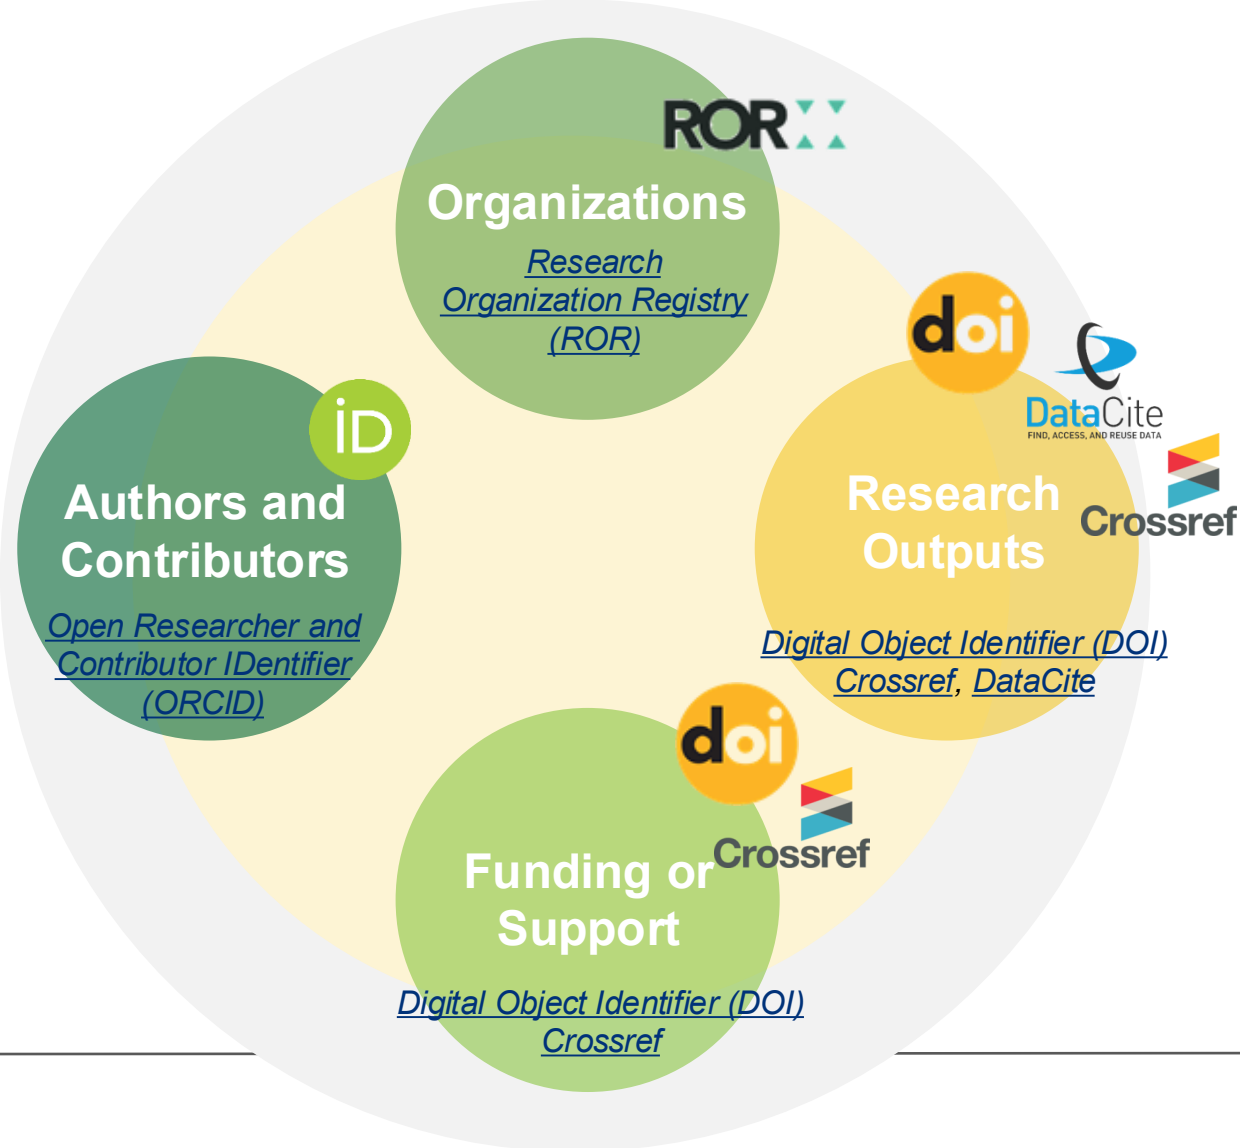 ROR
Organizations
Research
Organization Registry
(ROR)
iD
Authors and
Contributors
Open Researcher and
Contributor IDentifier
(ORCID)
doi
DataCite
FIND, ACCESS, AND REUSE DATA
Crossref
Research
Outputs
Digital Object Identifier (DOI)
Crossref, DataCite
doi
Crossref
Funding or
Support
Digital Object Identifier (DOI)
Crossref